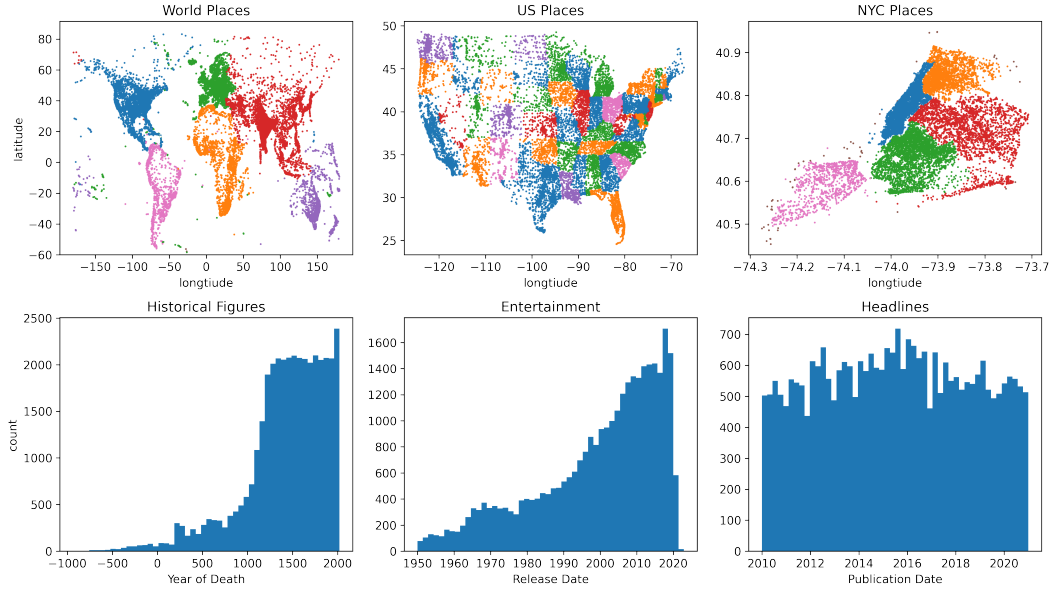 World Places
US Places
NYC Places
80
60
40
20
0
−20
−40
−60
latitude
−150 −100 −50 0 50 100 150
longtiude
50
45
40
35
30
25
−120 −110 −100 −90 −80 −70
longtiude
40.9
40.8
40.7
40.6
40.5
−74.3 −74.2 −74.1 −74.0 −73.9 −73.8 −73.7
longtiude
Historical Figures
Entertainment
Headlines
2500
2000
1500
1000
500
0
count
−1000 −500 0 500 1000 1500 2000
Year of Death
1600
1400
1200
1000
800
600
400
200
0
1950 1960 1970 1980 1990 2000 2010 2020
Release Date
700
600
500
400
300
200
100
0
2010 2012 2014 2016 2018 2020
Publication Date